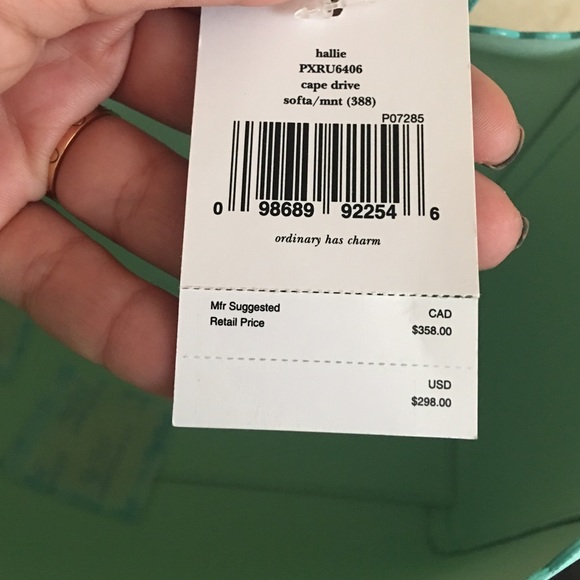 hallie
PXRU6406
cape drive
softa/mnt (388)
P07285
0 98689 92254 6
ordinary has charm
Mfr Suggested CAD
Retail Price $358.00
USD
$298.00